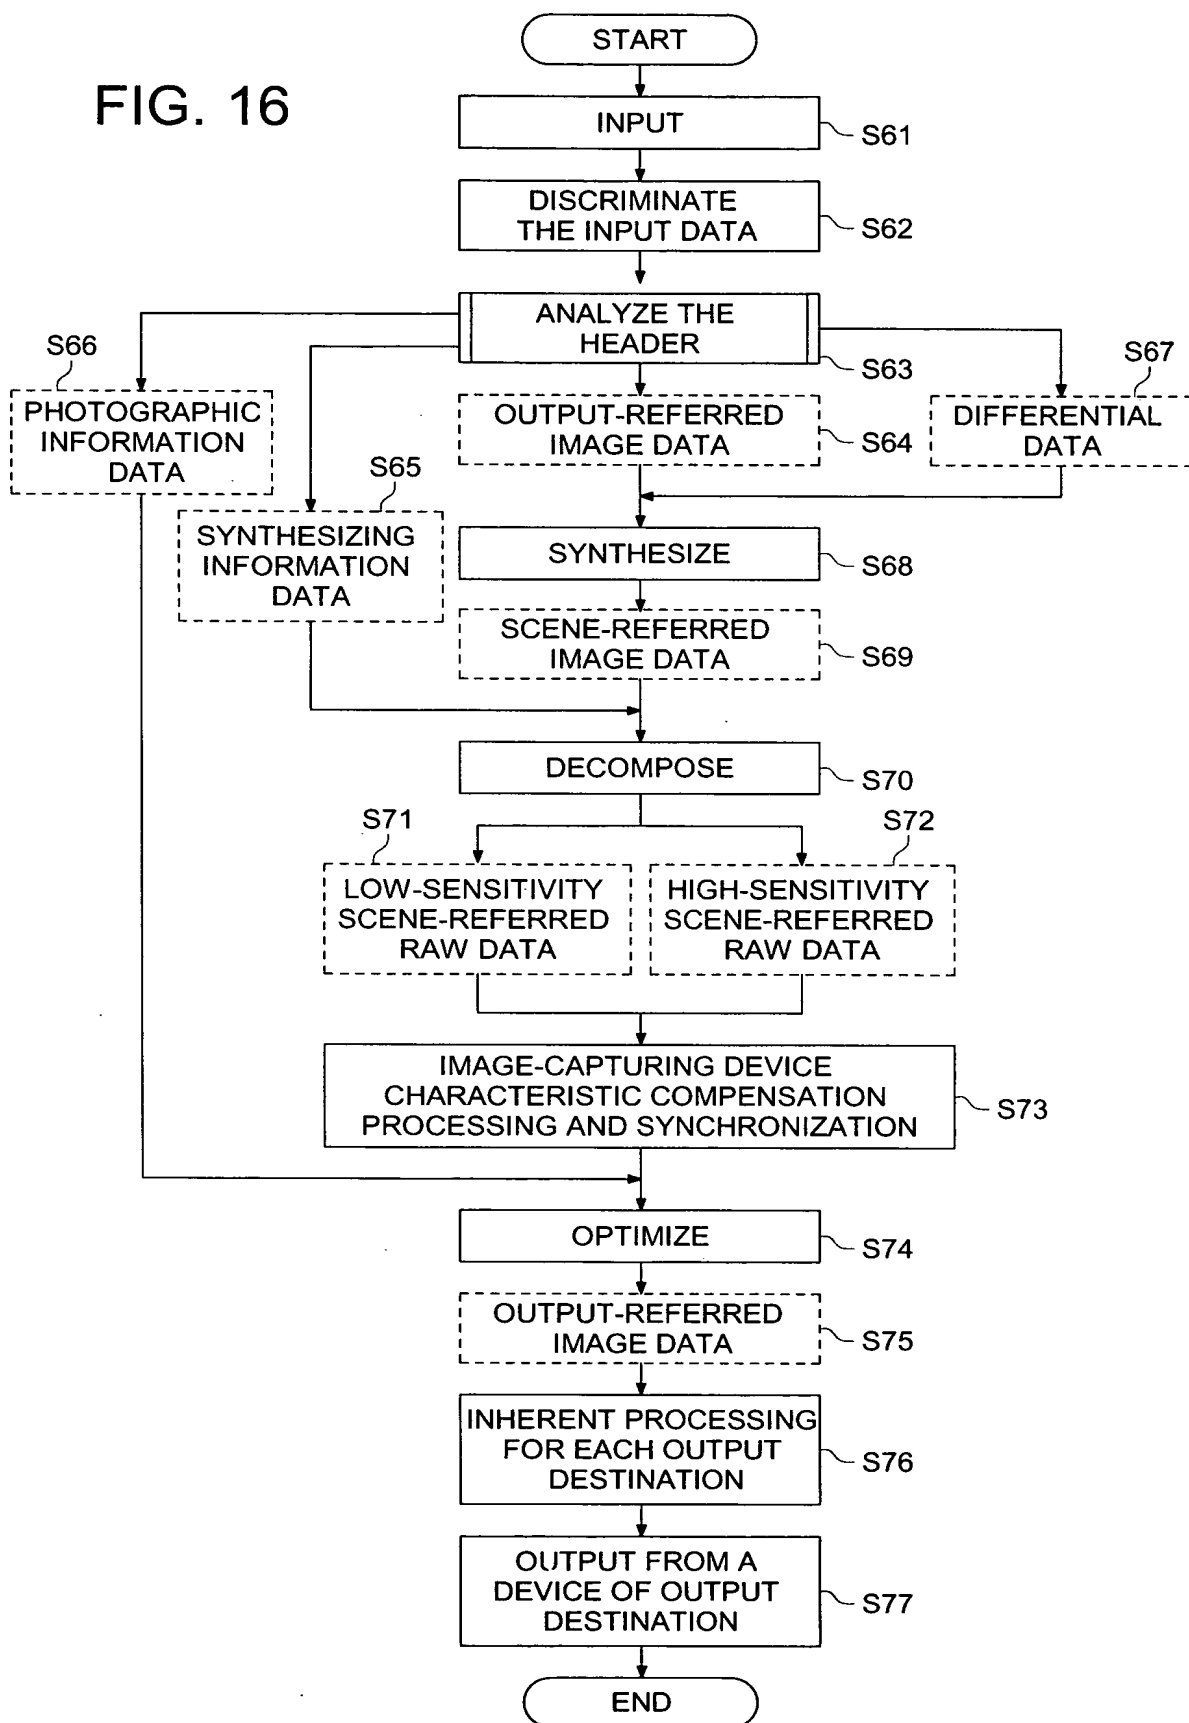 START
FIG. 16
INPUT
S61
DISCRIMINATE
THE INPUT DATA
S62
ANALYZE THE
HEADER
S63
S66
PHOTOGRAPHIC
INFORMATION
DATA
S65
SYNTHESIZING
INFORMATION
DATA
OUTPUT-REFERRED
IMAGE DATA
S64
S67
DIFFERENTIAL
DATA
SYNTHESIZE
S68
SCENE-REFERRED
IMAGE DATA
S69
DECOMPOSE
S70
S71
LOW-SENSITIVITY
SCENE-REFERRED
RAW DATA
S72
HIGH-SENSITIVITY
SCENE-REFERRED
RAW DATA
IMAGE-CAPTURING DEVICE
CHARACTERISTIC COMPENSATION
PROCESSING AND SYNCHRONIZATION
S73
OPTIMIZE
S74
OUTPUT-REFERRED
IMAGE DATA
S75
INHERENT PROCESSING
FOR EACH OUTPUT
DESTINATION
S76
OUTPUT FROM A
DEVICE OF OUTPUT
DESTINATION
S77
END